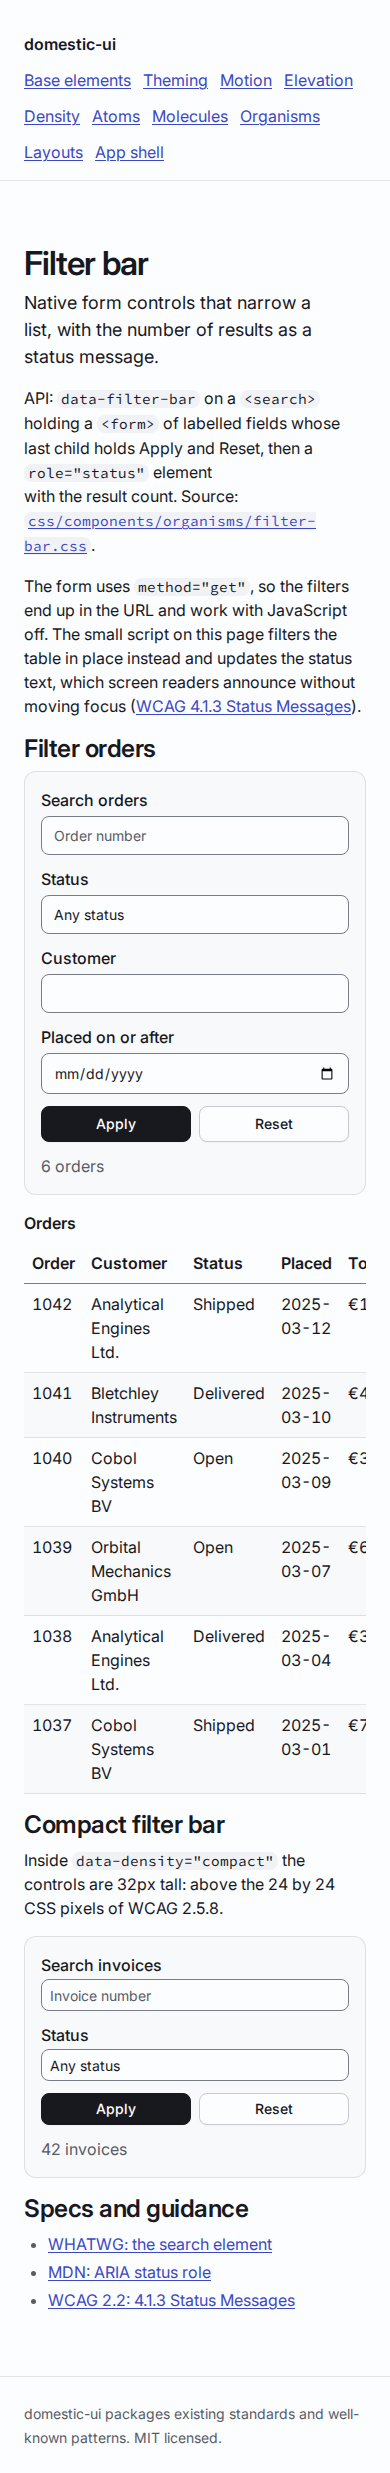 domestic-ui
Base elements Theming Motion Elevation
Density Atoms Molecules Organisms
Layouts App shell
Filter bar
Native form controls that narrow a
list, with the number of results as a
status message.
API: data-filter-bar on a <search>
holding a <form> of labelled fields whose
last child holds Apply and Reset, then a
role="status" element
with the result count. Source:
css/components/organisms/filter-
bar.css.
The form uses method="get", so the filters
end up in the URL and work with JavaScript
off. The small script on this page filters the
table in place instead and updates the status
text, which screen readers announce without
moving focus (WCAG 4.1.3 Status Messages).
Filter orders
Search orders
Order number
Status
Any status
Customer
Placed on or after
mm/dd/yyyy
Apply Reset
6 orders
Orders
Order Customer Status Placed To
1042 Analytical Shipped 2025- €1
Engines 03-12
Ltd.
1041 Bletchley Delivered 2025- €4
Instruments 03-10
1040 Cobol Open 2025- €3
Systems 03-09
BV
1039 Orbital Open 2025- €6
Mechanics 03-07
GmbH
1038 Analytical Delivered 2025- €3
Engines 03-04
Ltd.
1037 Cobol Shipped 2025- €7
Systems 03-01
BV
Compact filter bar
Inside data-density="compact" the
controls are 32px tall: above the 24 by 24
CSS pixels of WCAG 2.5.8.
Search invoices
Invoice number
Status
Any status
Apply Reset
42 invoices
Specs and guidance
WHATWG: the search element
MDN: ARIA status role
WCAG 2.2: 4.1.3 Status Messages
domestic-ui packages existing standards and well-
known patterns. MIT licensed.